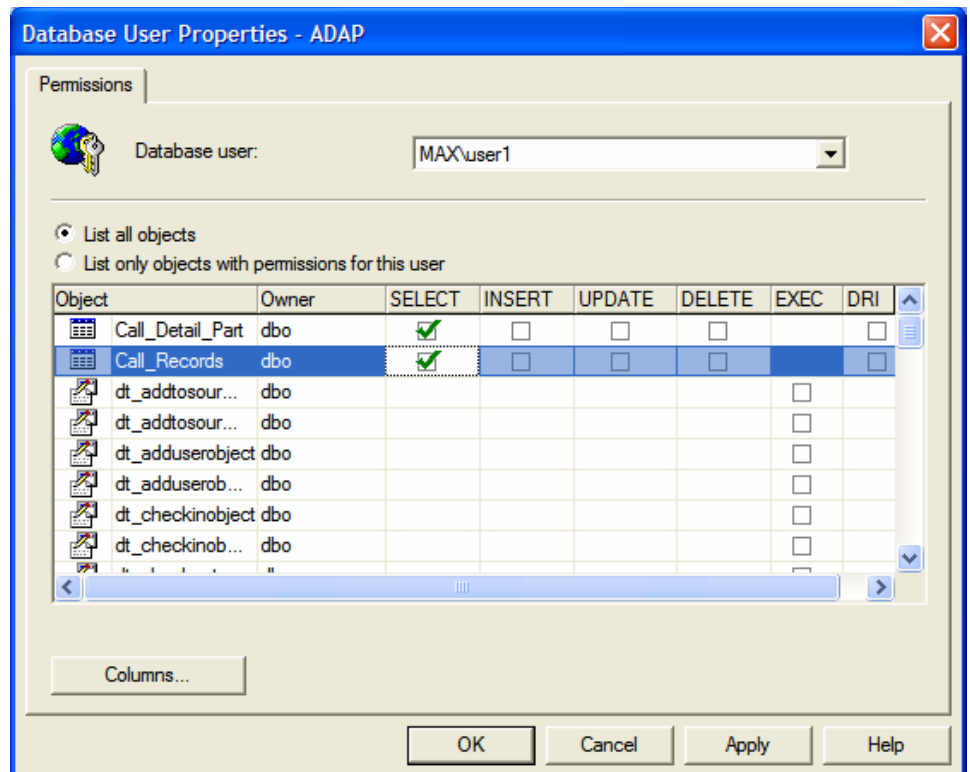 Database User Properties - ADAP
Permissions
Database user: MAX\user1
List all objects
List only objects with permissions for this user
Object Owner SELECT INSERT UPDATE DELETE EXEC DRI
Call_Detail_Part dbo
Call_Records dbo
dt_addtosour... dbo
dt_addtosour... dbo
dt_adduserobject dbo
dt_adduserob... dbo
dt_checkinobject dbo
dt_checkinob... dbo
Columns...
OK Cancel Apply Help